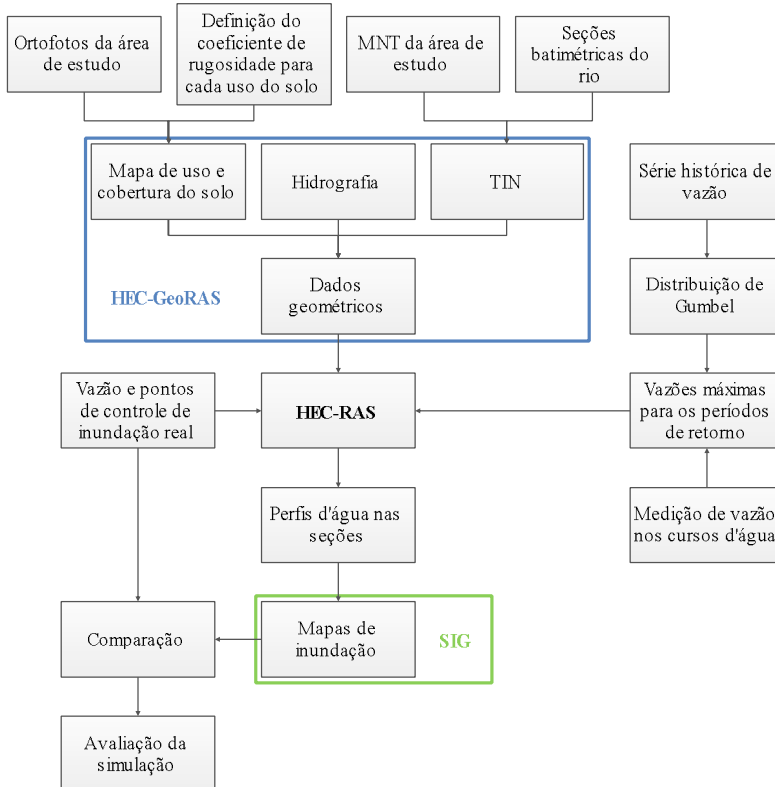 Ortofotos da área
de estudo
Definição do
coeficiente de
rugosidade para
cada uso do solo
MNT da área de
estudo
Seções
batimétricas do
rio
Mapa de uso e
cobertura do solo
Hidrografia
TIN
Série histórica de
vazão
HEC-GeoRAS
Dados
geométricos
Distribuição de
Gumbel
Vazão e pontos
de controle de
inundação real
HEC-RAS
Vazões máximas
para os períodos
de retorno
Perfis d'água nas
seções
Medição de vazão
nos cursos d'água
Comparação
Mapas de
inundação
SIG
Avaliação da
simulação